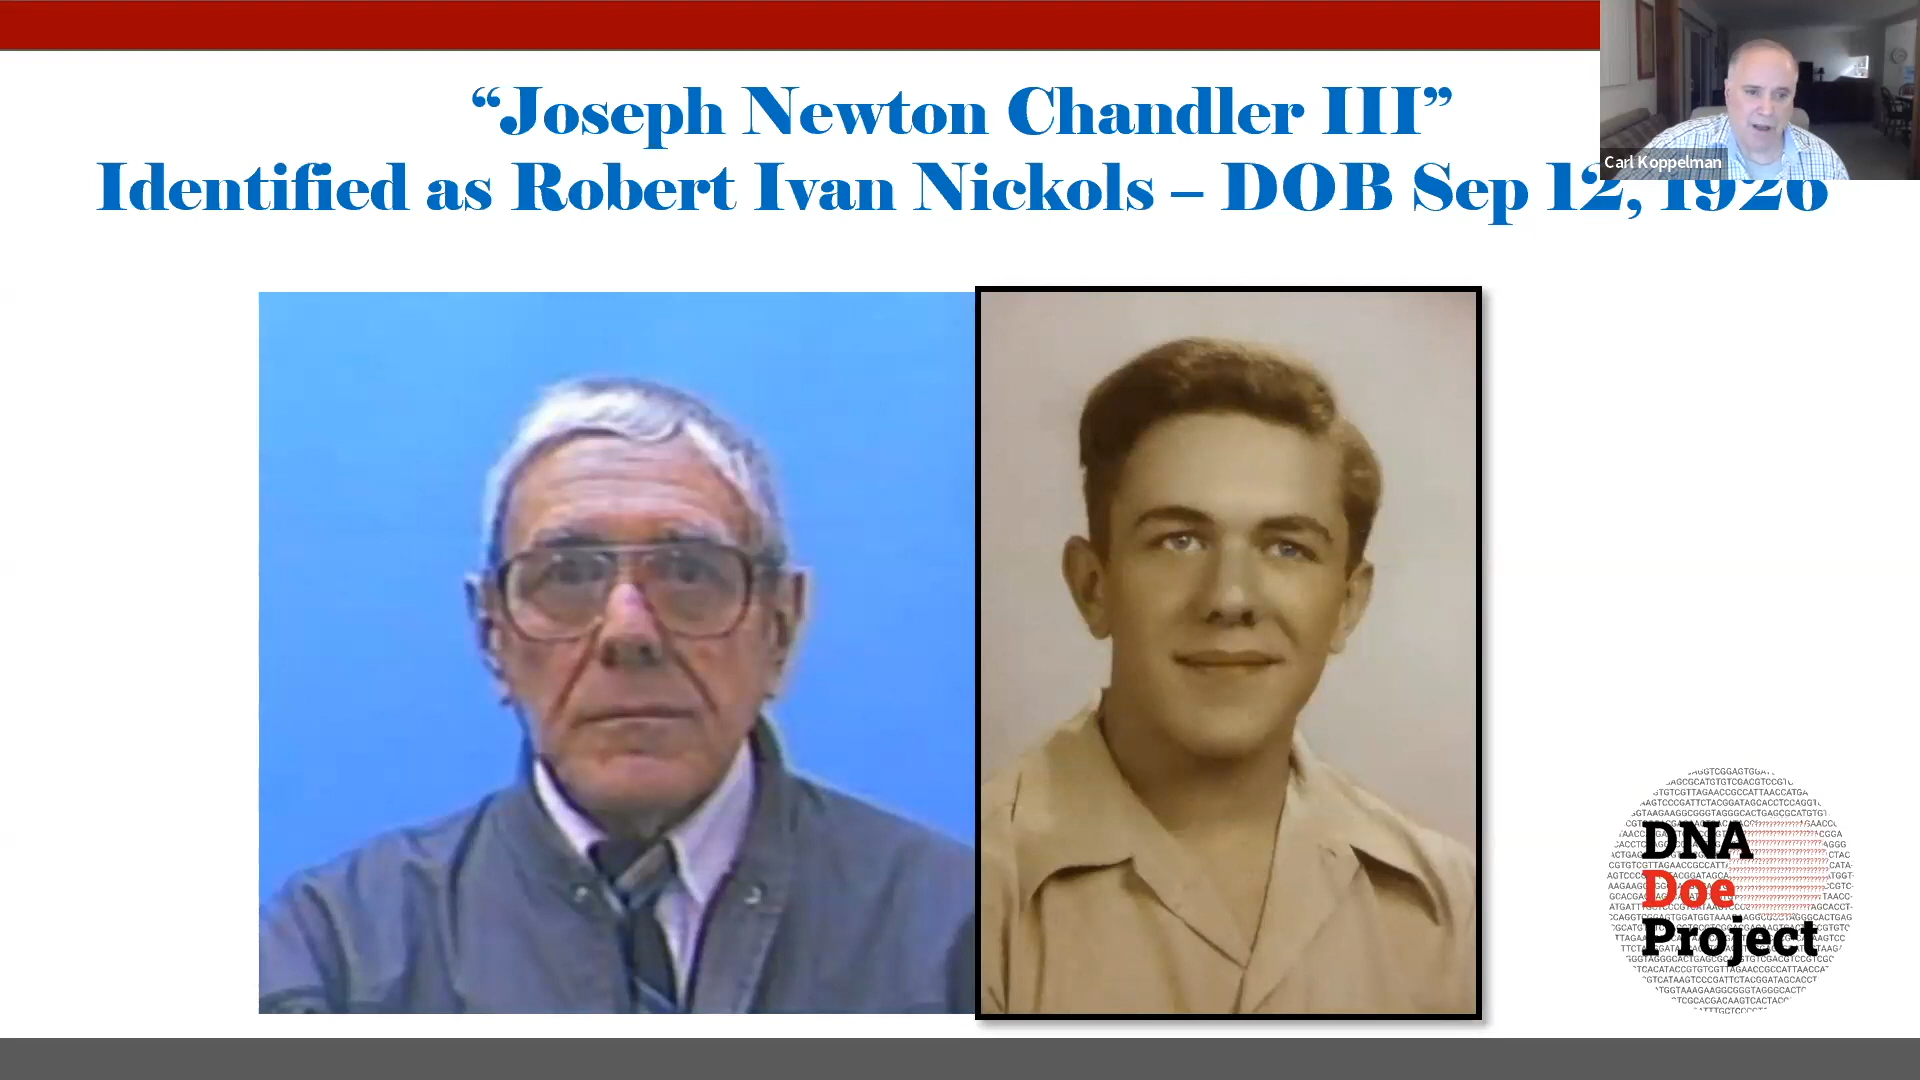 “Joseph Newton Chandler III”
Identified as Robert Ivan Nickols – DOB Sep 12, 1926
Carl Koppelman
DNA
Doe
Project